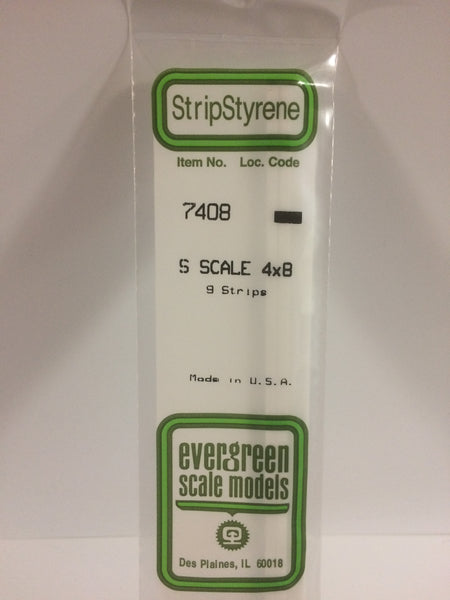 StripStyrene
Item No. Loc. Code
7408
S SCALE 4x8
9 Strips
Made in U.S.A.
evergreen
scale models
Des Plaines, IL 60018